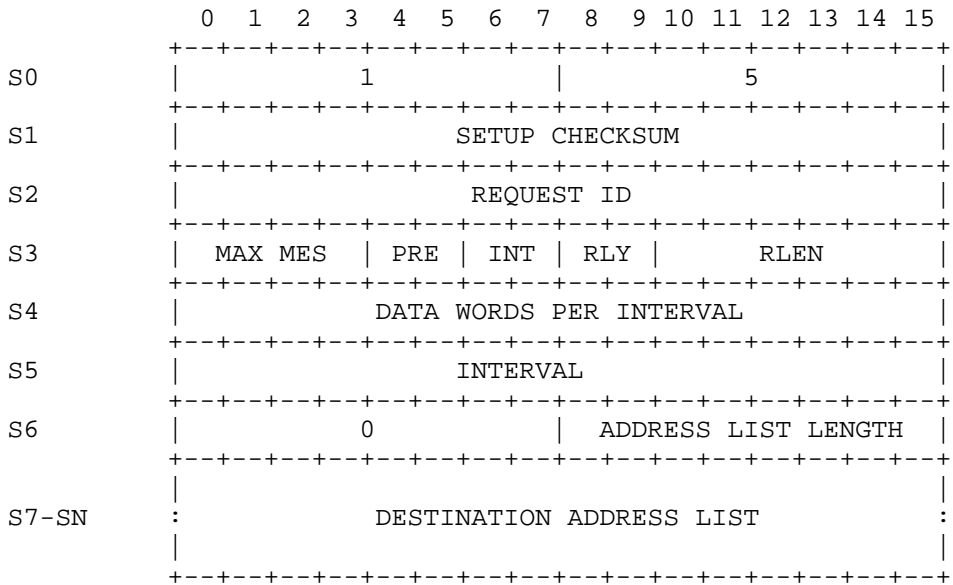 0 1 2 3 4 5 6 7 8 9 10 11 12 13 14 15
+--+--+--+--+--+--+--+--+--+--+--+--+--+--+--+--+
S0 | 1 | 5 |
+--+--+--+--+--+--+--+--+--+--+--+--+--+--+--+--+
S1 | SETUP CHECKSUM |
+--+--+--+--+--+--+--+--+--+--+--+--+--+--+--+--+
S2 | REQUEST ID |
+--+--+--+--+--+--+--+--+--+--+--+--+--+--+--+--+
S3 | MAX MES | PRE | INT | RLY | RLEN |
+--+--+--+--+--+--+--+--+--+--+--+--+--+--+--+--+
S4 | DATA WORDS PER INTERVAL |
+--+--+--+--+--+--+--+--+--+--+--+--+--+--+--+--+
S5 | INTERVAL |
+--+--+--+--+--+--+--+--+--+--+--+--+--+--+--+--+
S6 | 0 | ADDRESS LIST LENGTH |
+--+--+--+--+--+--+--+--+--+--+--+--+--+--+--+--+
| |
S7-SN : DESTINATION ADDRESS LIST :
| |
+--+--+--+--+--+--+--+--+--+--+--+--+--+--+--+--+